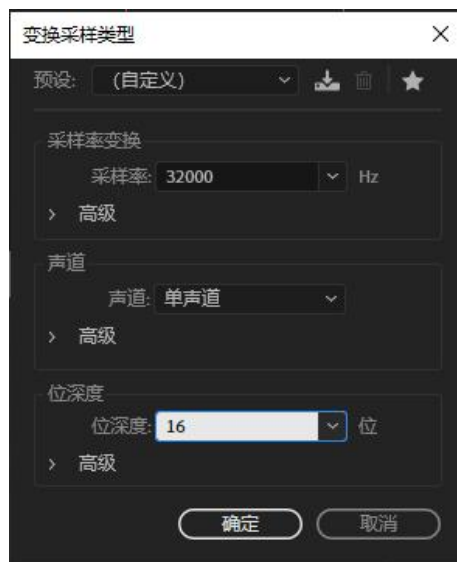 变换采样类型
预设: (自定义)
采样率变换
采样率: 32000 Hz
高级
声道
声道: 单声道
高级
位深度
位深度: 16 位
高级
确定 取消